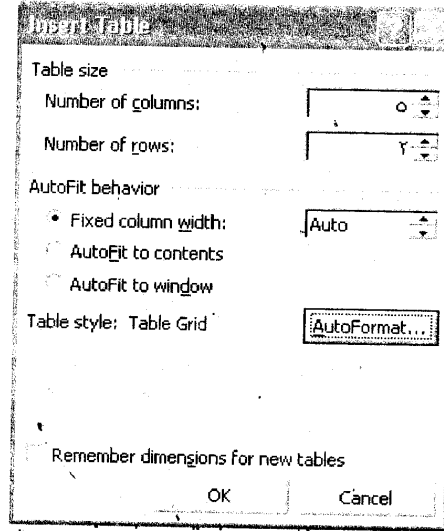 Insert Table
Table size
Number of columns: ٥
Number of rows: ٢
AutoFit behavior
Fixed column width: Auto
AutoFit to contents
AutoFit to window
Table style: Table Grid AutoFormat...
Remember dimensions for new tables
OK Cancel